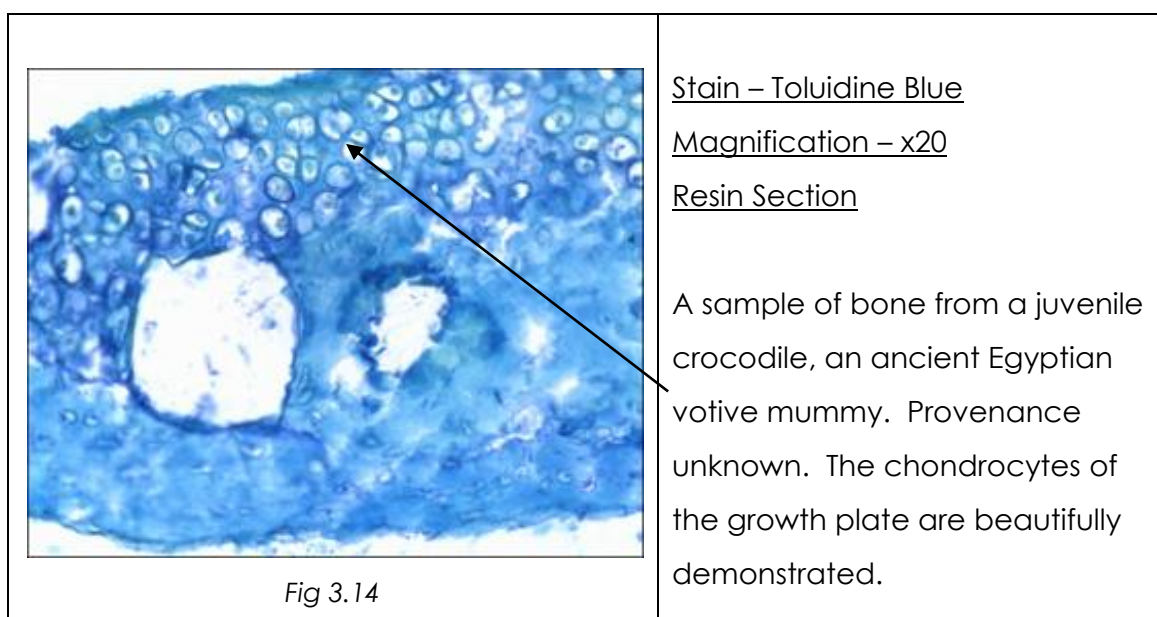 Stain – Toluidine Blue
Magnification – x20
Resin Section
A sample of bone from a juvenile
crocodile, an ancient Egyptian
votive mummy.  Provenance
unknown.  The chondrocytes of
the growth plate are beautifully
demonstrated.
Fig 3.14